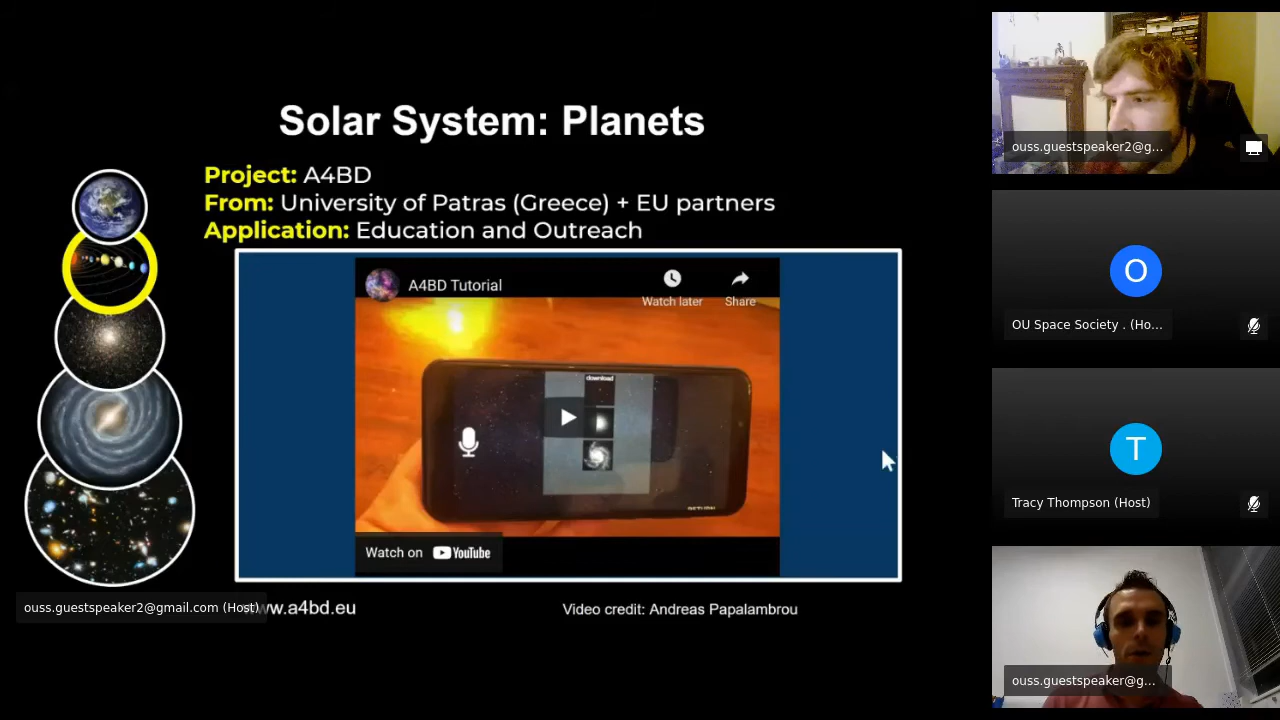 Solar System: Planets
Project: A4BD
From: University of Patras (Greece) + EU partners
Application: Education and Outreach
A4BD Tutorial
Watch later
Share
download
Watch on YouTube
ouss.guestspeaker2@gmail.com (Host)
w.a4bd.eu
Video credit: Andreas Papalambrou
ouss.guestspeaker2@g...
O
OU Space Society . (Ho...
T
Tracy Thompson (Host)
ouss.guestspeaker@g...